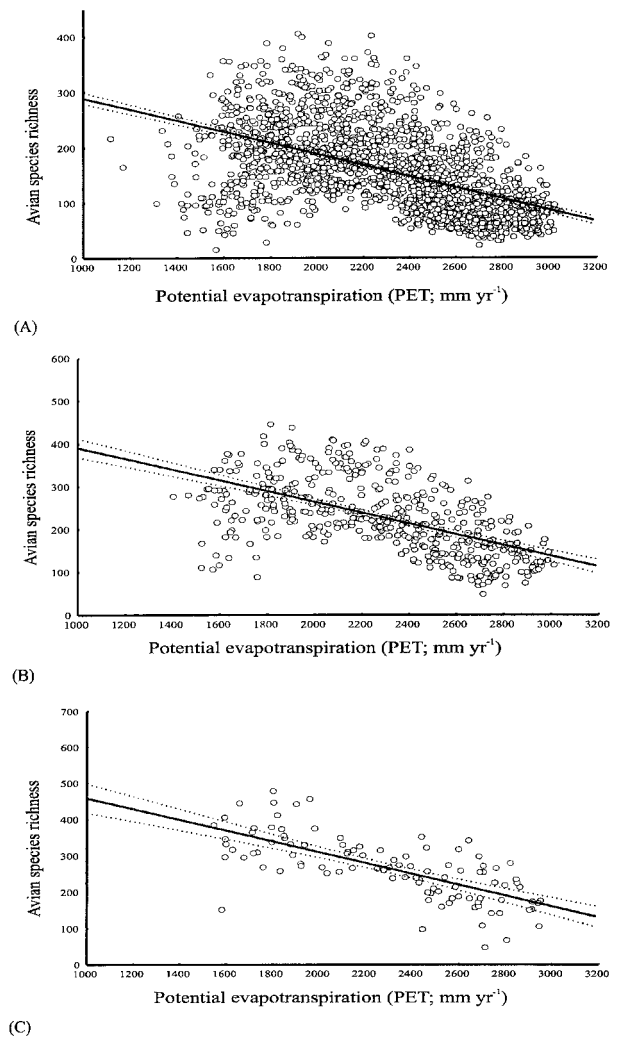 400
300
200
100
0
Avian species richness
1000 1200 1400 1600 1800 2000 2200 2400 2600 2800 3000 3200
Potential evapotranspiration (PET; mm yr-1)
(A)
600
500
400
300
200
100
0
Avian species richness
1000 1200 1400 1600 1800 2000 2200 2400 2600 2800 3000 3200
Potential evapotranspiration (PET; mm yr-1)
(B)
700
600
500
400
300
200
100
0
Avian species richness
1000 1200 1400 1600 1800 2000 2200 2400 2600 2800 3000 3200
Potential evapotranspiration (PET; mm yr-1)
(C)